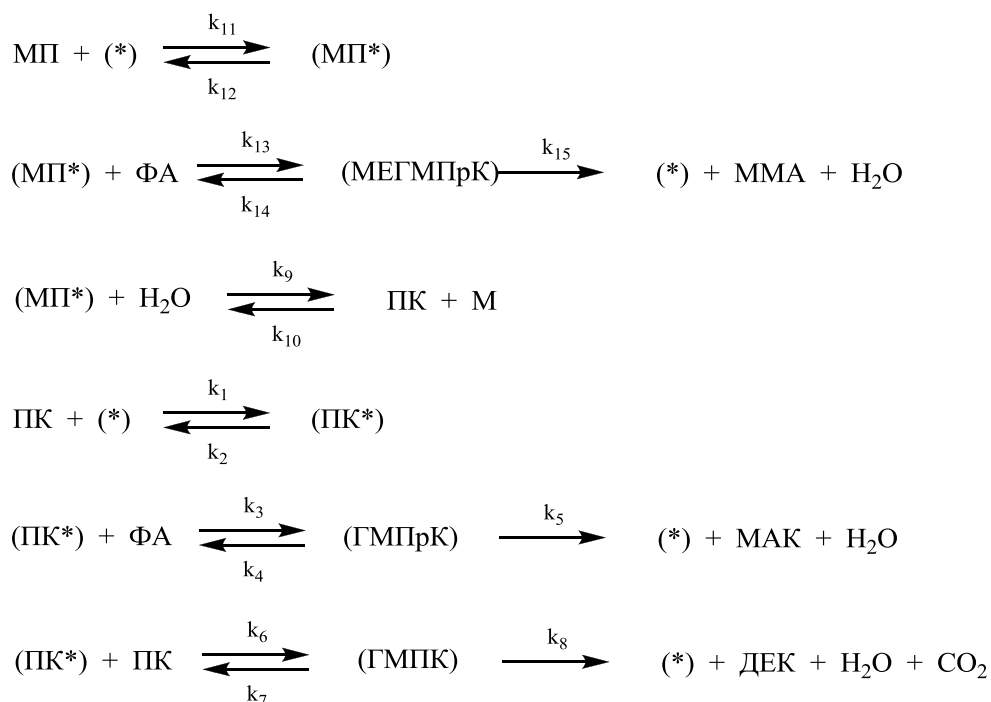 k11
МП + (*) (МП*)
k12
k13 k15
(МП*) + ФА (МЕГМПрК) (*) + ММА + H2O
k14
k9
(МП*) + H2O ПК + М
k10
k1
ПК + (*) (ПК*)
k2
k3 k5
(ПК*) + ФА (ГМПрК) (*) + МАК + H2O
k4
k6 k8
(ПК*) + ПК (ГМПК) (*) + ДЕК + H2O + CO2
k7